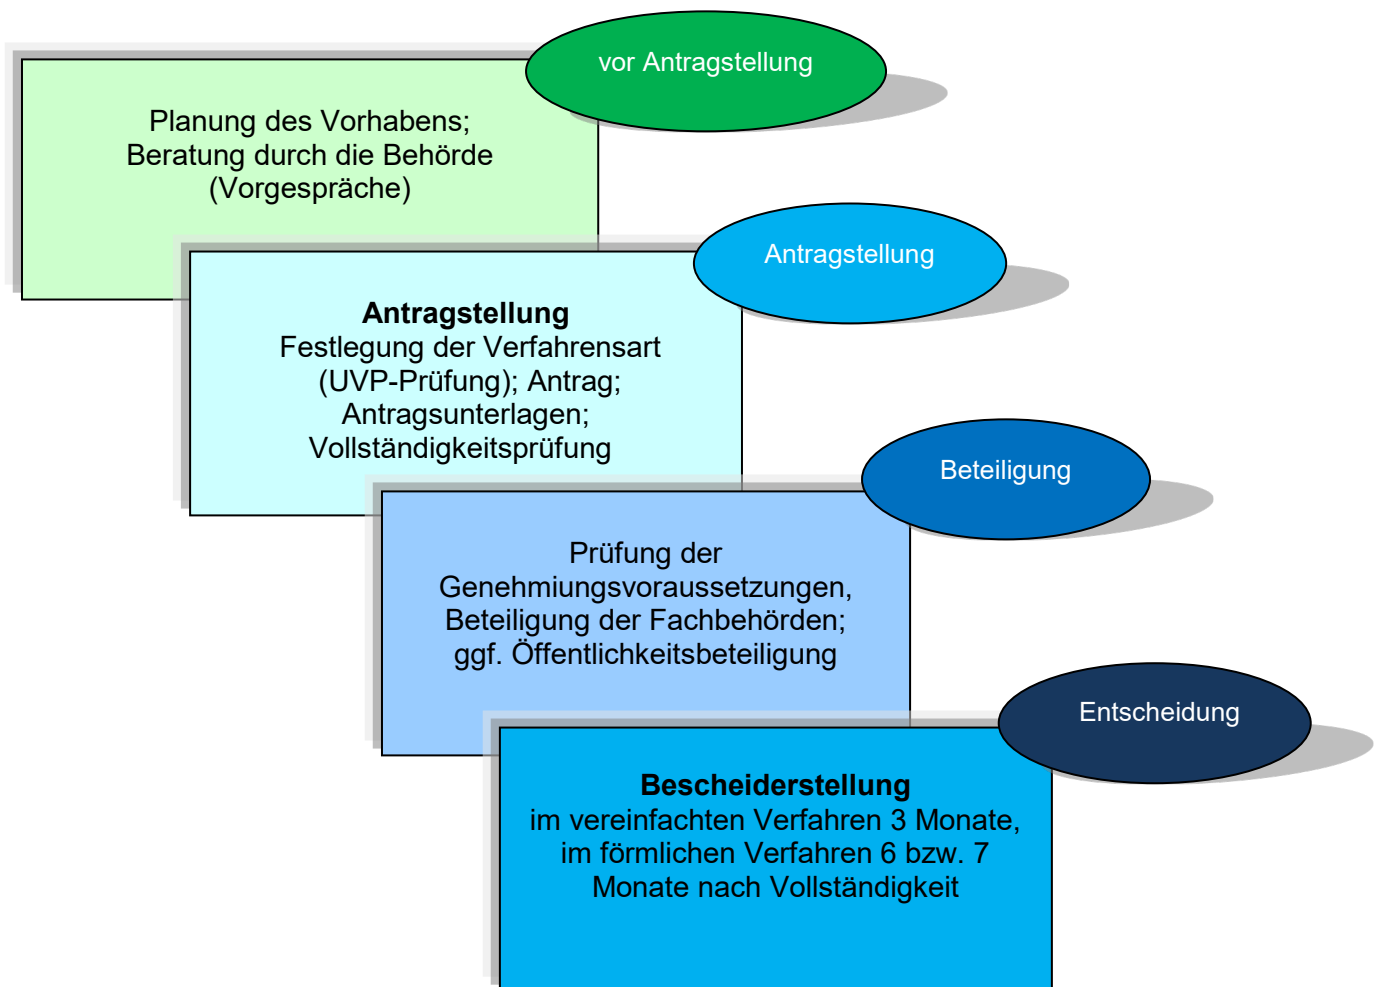 vor Antragstellung
Planung des Vorhabens;
Beratung durch die Behörde
(Vorgespräche)
Antragstellung
Antragstellung
Festlegung der Verfahrensart
(UVP-Prüfung); Antrag;
Antragsunterlagen;
Vollständigkeitsprüfung
Beteiligung
Prüfung der
Genehmiungsvoraussetzungen,
Beteiligung der Fachbehörden;
ggf. Öffentlichkeitsbeteiligung
Entscheidung
Bescheiderstellung
im vereinfachten Verfahren 3 Monate,
im förmlichen Verfahren 6 bzw. 7
Monate nach Vollständigkeit